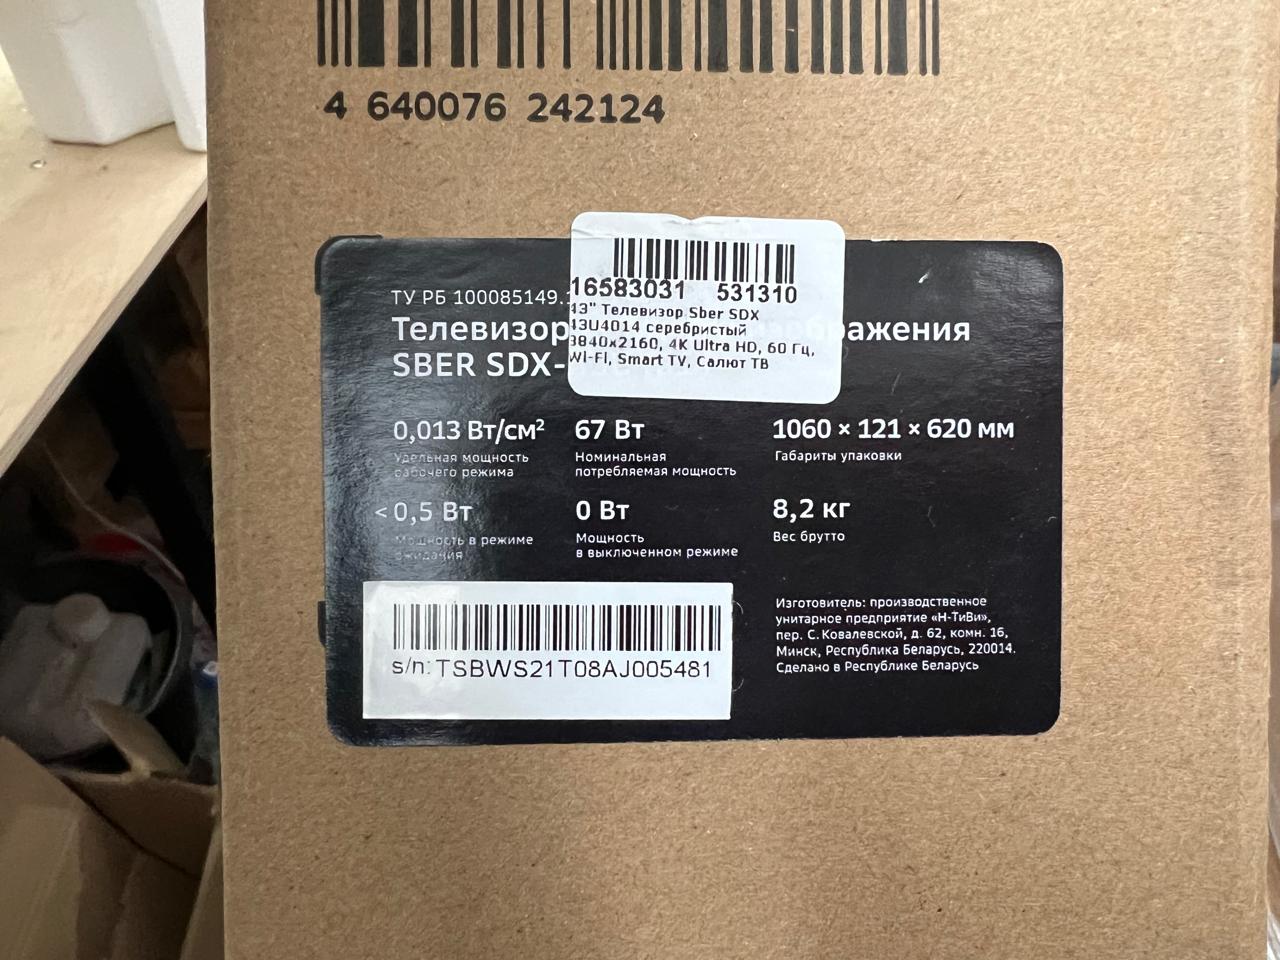 4 640076 242124
16583031 531310
43" Телевизор Sber SDX
43U4014 серебристый
3840x2160, 4K Ultra HD, 60 Гц,
Wi-Fi, Smart TV, Салют ТВ
ТУ РБ 100085149.
Телевизор ображения
SBER SDX-
0,013 Вт/см²
Удельная мощность
рабочего режима
67 Вт
Номинальная
потребляемая мощность
1060 × 121 × 620 мм
Габариты упаковки
< 0,5 Вт
Мощность в режиме
ожидания
0 Вт
Мощность
в выключенном режиме
8,2 кг
Вес брутто
s/n: TSBWS21T08AJ005481
Изготовитель: производственное
унитарное предприятие «Н-ТиВи»,
пер. С. Ковалевской, д. 62, комн. 16,
Минск, Республика Беларусь, 220014.
Сделано в Республике Беларусь